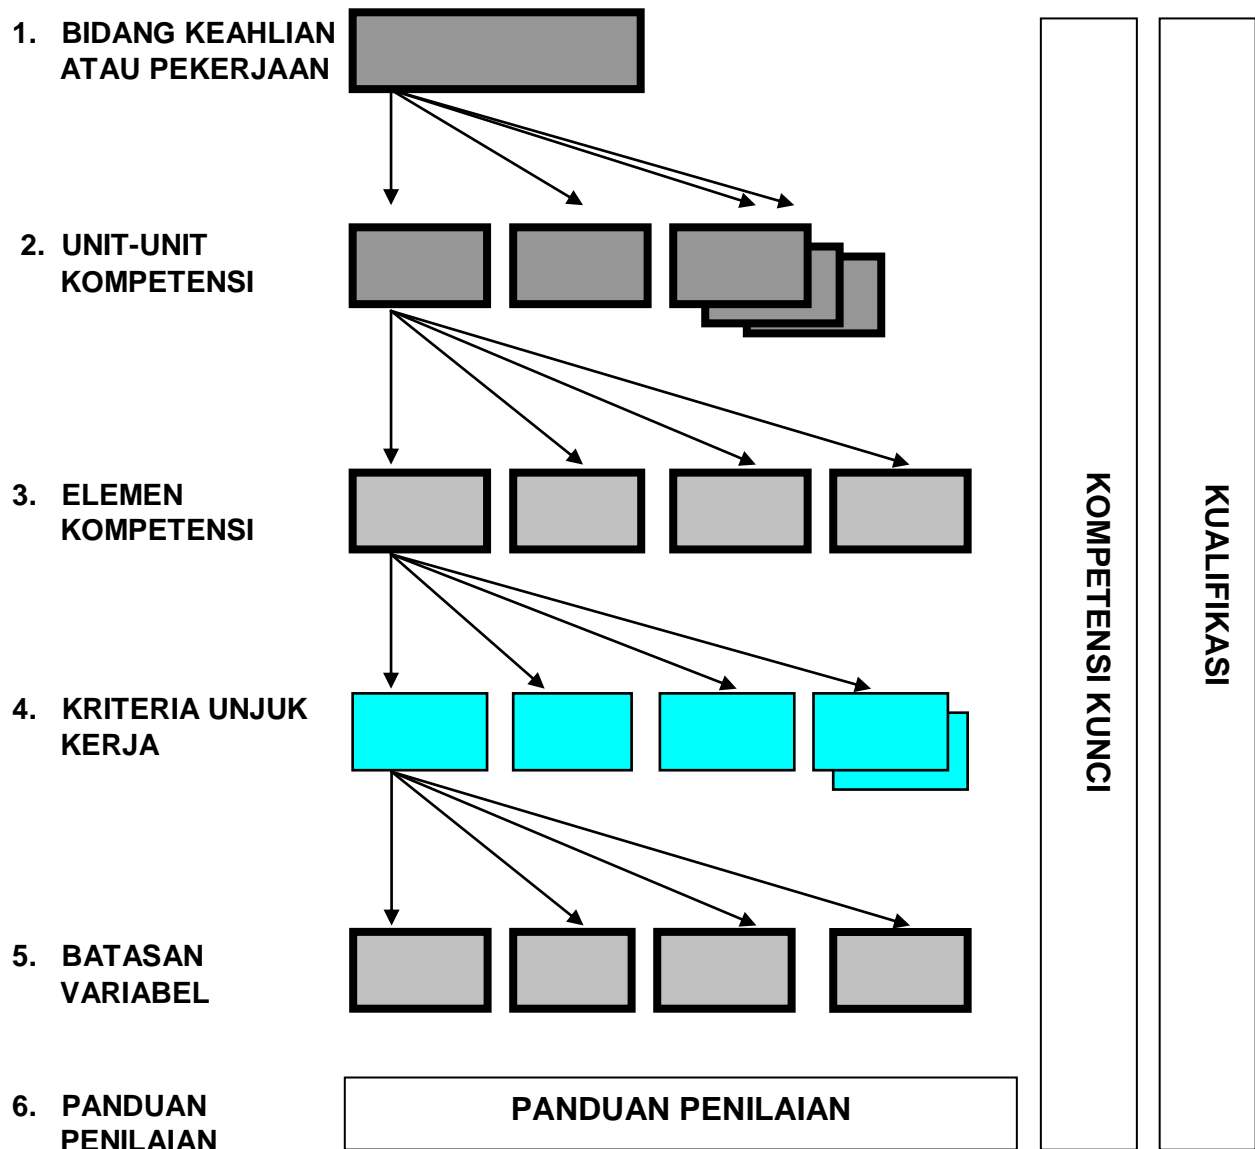 1. BIDANG KEAHLIAN
ATAU PEKERJAAN
2. UNIT-UNIT
KOMPETENSI
3. ELEMEN
KOMPETENSI
4. KRITERIA UNJUK
KERJA
5. BATASAN
VARIABEL
6. PANDUAN
PENILAIAN
PANDUAN PENILAIAN
KOMPETENSI KUNCI
KUALIFIKASI